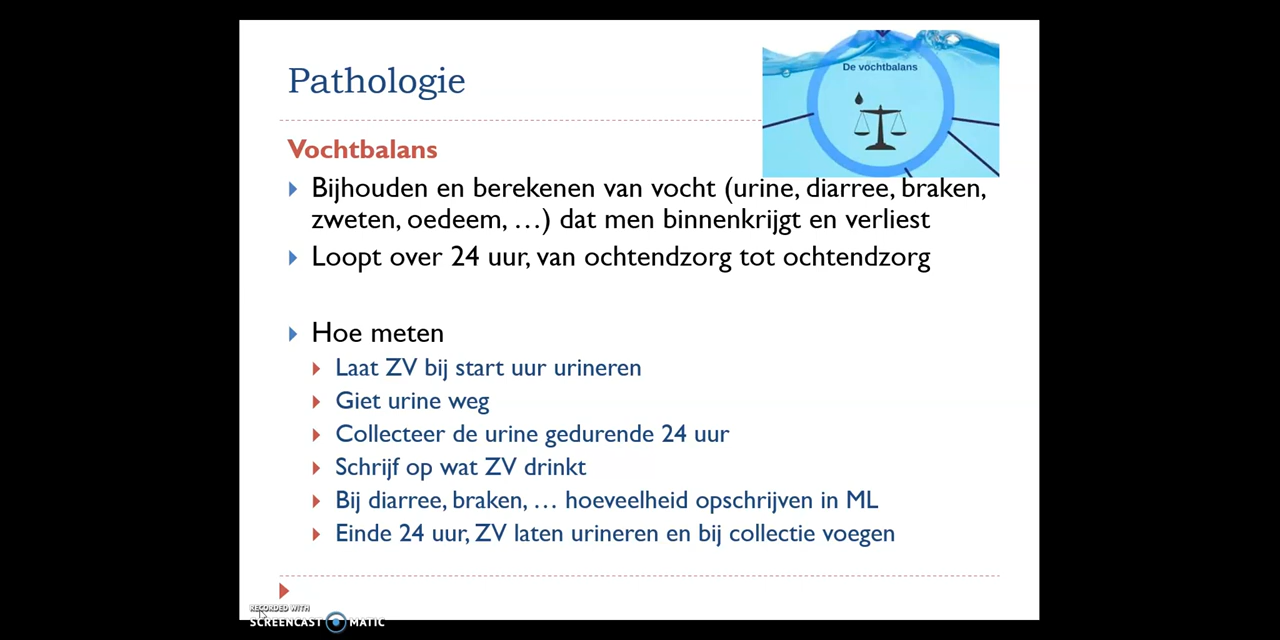 Pathologie
De vochtbalans
Vochtbalans
Bijhouden en berekenen van vocht (urine, diarree, braken,
zweten, oedeem, …) dat men binnenkrijgt en verliest
Loopt over 24 uur, van ochtendzorg tot ochtendzorg
Hoe meten
Laat ZV bij start uur urineren
Giet urine weg
Collecteer de urine gedurende 24 uur
Schrijf op wat ZV drinkt
Bij diarree, braken, … hoeveelheid opschrijven in ML
Einde 24 uur, ZV laten urineren en bij collectie voegen
RECORDED WITH
SCREENCAST MATIC